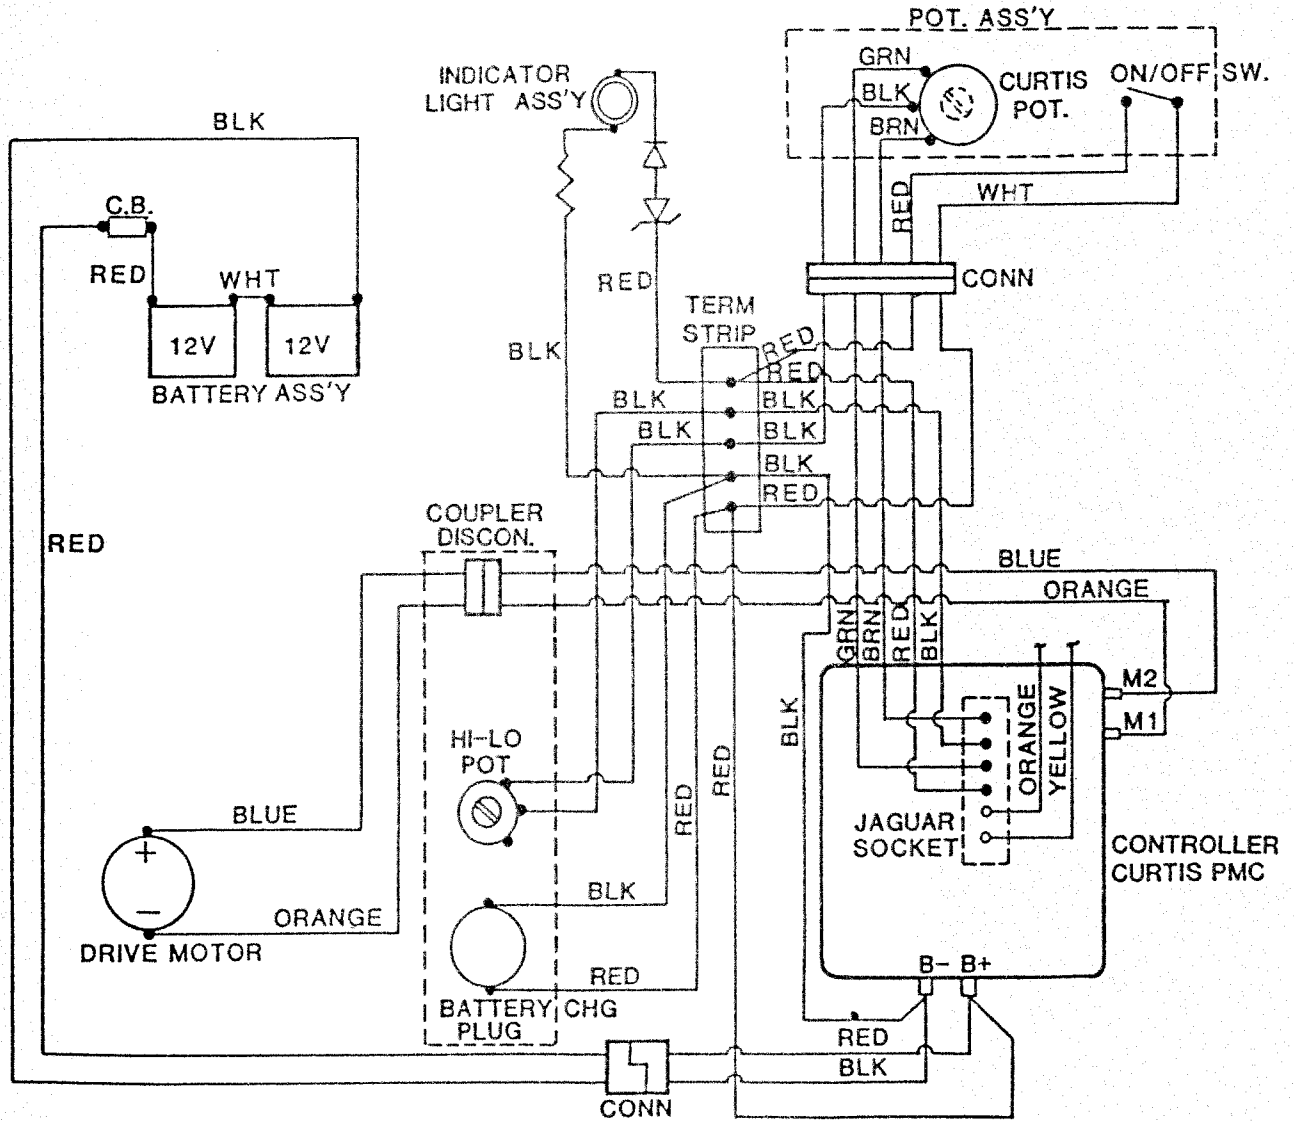 POT. ASS'Y
INDICATOR
LIGHT ASS'Y
GRN
BLK
BRN
CURTIS
POT.
ON/OFF SW.
BLK
C.B.
RED
WHT
12V
12V
BATTERY ASS'Y
RED
WHT
CONN
RED
TERM
STRIP
BLK
RED
RED
BLK
BLK
BLK
BLK
BLK
RED
RED
COUPLER
DISCON.
BLUE
ORANGE
GRN
BRN
RED
BLK
M2
M1
ORANGE
YELLOW
BLK
RED
RED
HI-LO
POT
BLUE
+
−
ORANGE
DRIVE MOTOR
JAGUAR
SOCKET
CONTROLLER
CURTIS PMC
BLK
RED
BATTERY CHG
PLUG
B− B+
RED
BLK
CONN